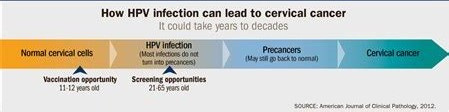 How HPV infection can lead to cervical cancer
It could take years to decades
Normal cervical cells
HPV infection
(Most infections do not
turn into precancers)
Precancers
(May still go back to normal)
Cervical cancer
Vaccination opportunity
11-12 years old
Screening opportunities
21-65 years old
SOURCE: American Journal of Clinical Pathology, 2012.